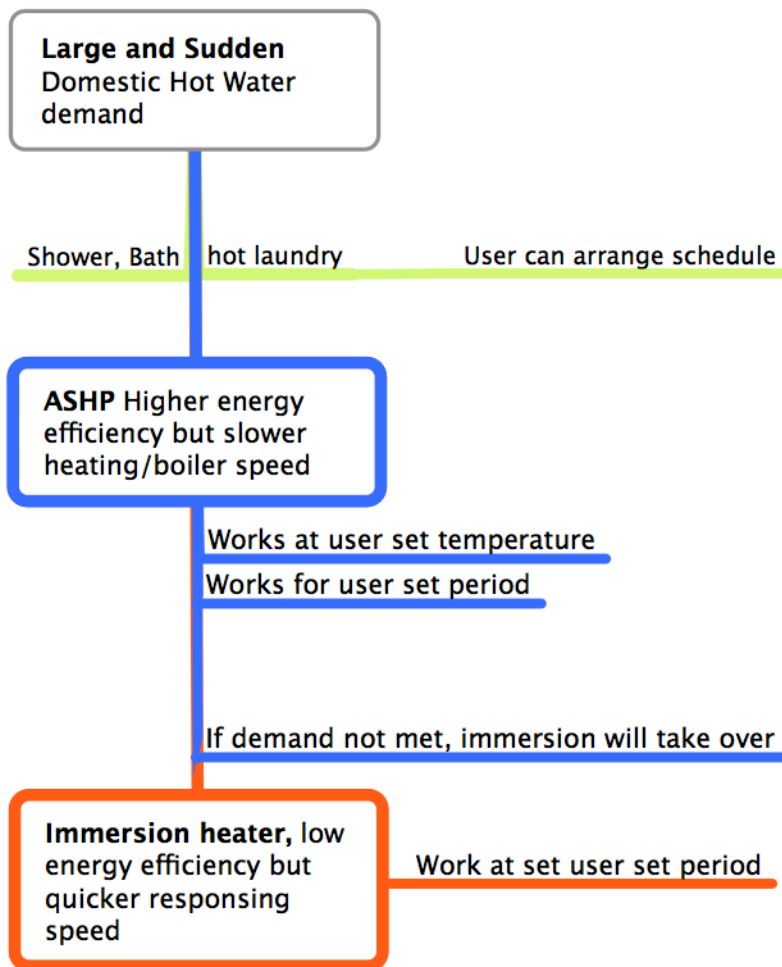 Large and Sudden
Domestic Hot Water
demand
Shower, Bath hot laundry User can arrange schedule
ASHP Higher energy
efficiency but slower
heating/boiler speed
Works at user set temperature
Works for user set period
If demand not met, immersion will take over
Immersion heater, low
energy efficiency but
quicker responsing
speed
Work at set user set period